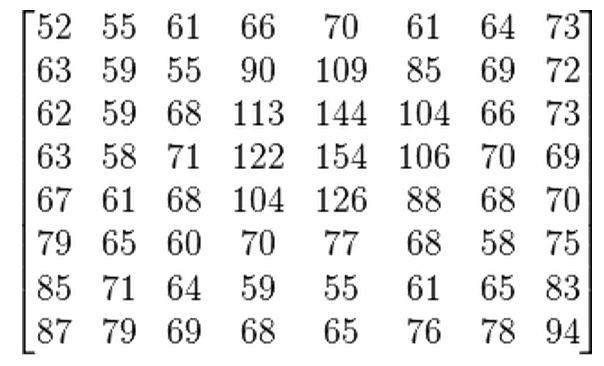 52 55 61 66 70 61 64 73
63 59 55 90 109 85 69 72
62 59 68 113 144 104 66 73
63 58 71 122 154 106 70 69
67 61 68 104 126 88 68 70
79 65 60 70 77 68 58 75
85 71 64 59 55 61 65 83
87 79 69 68 65 76 78 94